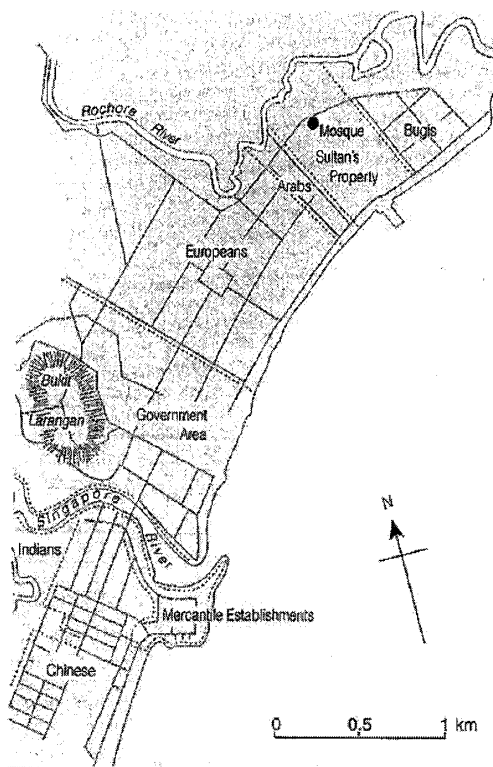 Rochore
River
Mosque
Bugis
Sultan's
Property
Arabs
Europeans
Bukit
Larangan
Government
Area
N
Singapore
River
Indians
Mercantile Establishments
Chinese
0 0,5 1 km